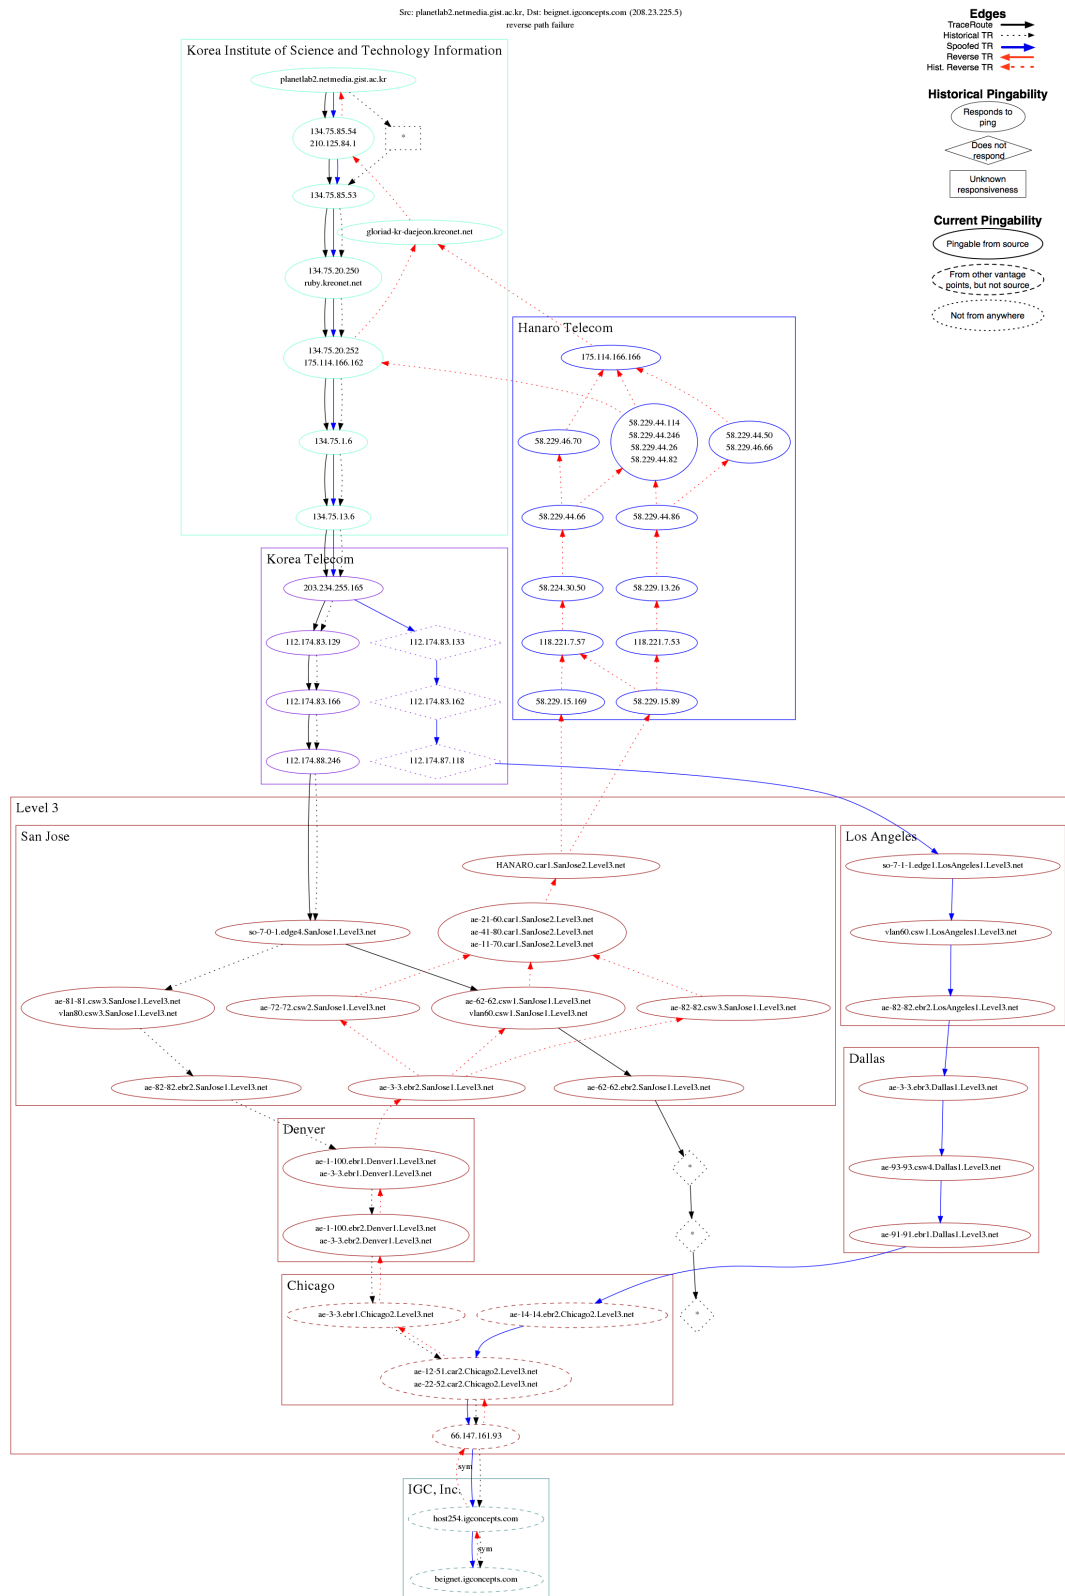 Src: planetlab2.netmedia.gist.ac.kr, Dst: beignet.igconcepts.com (208.23.225.5)
reverse path failure
Edges
TraceRoute
Historical TR
Spoofed TR
Reverse TR
Hist. Reverse TR
Historical Pingability
Responds to
ping
Does not
respond
Unknown
responsiveness
Current Pingability
Pingable from source
From other vantage
points, but not source
Not from anywhere
Korea Institute of Science and Technology Information
planetlab2.netmedia.gist.ac.kr
134.75.85.54
210.125.84.1
*
134.75.85.53
gloriad-kr-daejeon.kreonet.net
134.75.20.250
ruby.kreonet.net
134.75.20.252
175.114.166.162
134.75.1.6
134.75.13.6
Hanaro Telecom
175.114.166.166
58.229.46.70
58.229.44.114
58.229.44.246
58.229.44.26
58.229.44.82
58.229.44.50
58.229.46.66
58.229.44.66
58.229.44.86
58.224.30.50
58.229.13.26
118.221.7.57
118.221.7.53
58.229.15.169
58.229.15.89
Korea Telecom
203.234.255.165
112.174.83.129
112.174.83.133
112.174.83.166
112.174.83.162
112.174.88.246
112.174.87.118
Level 3
San Jose
HANARO.car1.SanJose2.Level3.net
so-7-0-1.edge4.SanJose1.Level3.net
ae-21-60.car1.SanJose2.Level3.net
ae-41-80.car1.SanJose2.Level3.net
ae-11-70.car1.SanJose2.Level3.net
ae-81-81.csw3.SanJose1.Level3.net
vlan80.csw3.SanJose1.Level3.net
ae-72-72.csw2.SanJose1.Level3.net
ae-62-62.csw1.SanJose1.Level3.net
vlan60.csw1.SanJose1.Level3.net
ae-82-82.csw3.SanJose1.Level3.net
ae-82-82.ebr2.SanJose1.Level3.net
ae-3-3.ebr2.SanJose1.Level3.net
ae-62-62.ebr2.SanJose1.Level3.net
Los Angeles
so-7-1-1.edge1.LosAngeles1.Level3.net
vlan60.csw1.LosAngeles1.Level3.net
ae-82-82.ebr2.LosAngeles1.Level3.net
Dallas
ae-3-3.ebr3.Dallas1.Level3.net
ae-93-93.csw4.Dallas1.Level3.net
ae-91-91.ebr1.Dallas1.Level3.net
Denver
ae-1-100.ebr1.Denver1.Level3.net
ae-3-3.ebr1.Denver1.Level3.net
ae-1-100.ebr2.Denver1.Level3.net
ae-3-3.ebr2.Denver1.Level3.net
*
*
*
Chicago
ae-3-3.ebr1.Chicago2.Level3.net
ae-14-14.ebr2.Chicago2.Level3.net
ae-12-51.car2.Chicago2.Level3.net
ae-22-52.car2.Chicago2.Level3.net
66.147.161.93
sym
IGC, Inc.
host254.igconcepts.com
sym
beignet.igconcepts.com